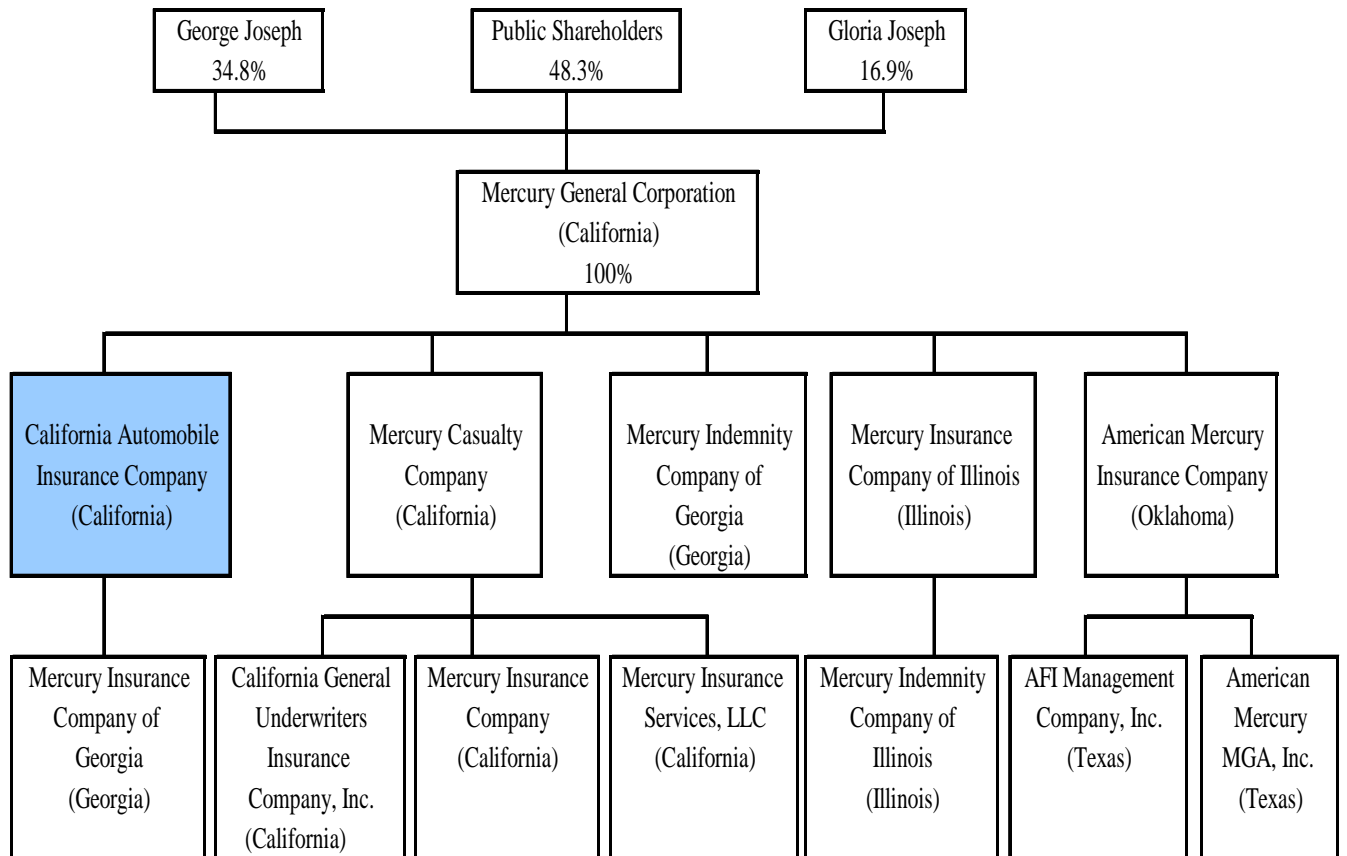 George Joseph
34.8%
Public Shareholders
48.3%
Gloria Joseph
16.9%
Mercury General Corporation
(California)
100%
California Automobile
Insurance Company
(California)
Mercury Casualty
Company
(California)
Mercury Indemnity
Company of
Georgia
(Georgia)
Mercury Insurance
Company of Illinois
(Illinois)
American Mercury
Insurance Company
(Oklahoma)
Mercury Insurance
Company of
Georgia
(Georgia)
California General
Underwriters
Insurance
Company, Inc.
(California)
Mercury Insurance
Company
(California)
Mercury Insurance
Services, LLC
(California)
Mercury Indemnity
Company of
Illinois
(Illinois)
AFI Management
Company, Inc.
(Texas)
American
Mercury
MGA, Inc.
(Texas)